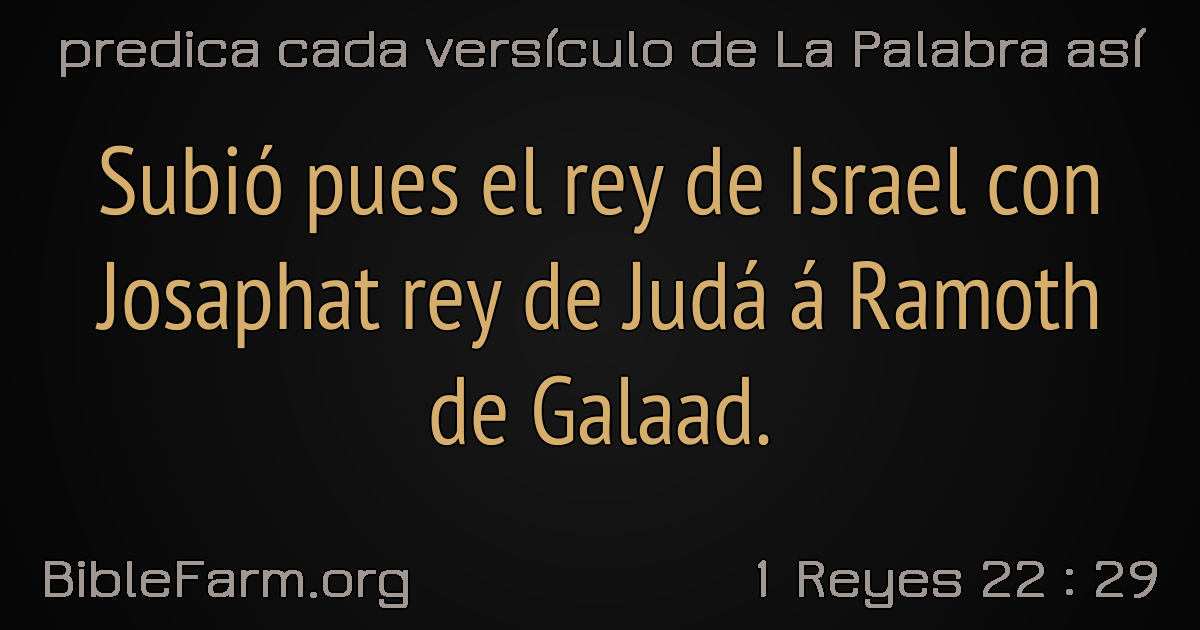 predica cada versículo de La Palabra así
Subió pues el rey de Israel con
Josaphat rey de Judá á Ramoth
de Galaad.
BibleFarm.org
1 Reyes 22 : 29